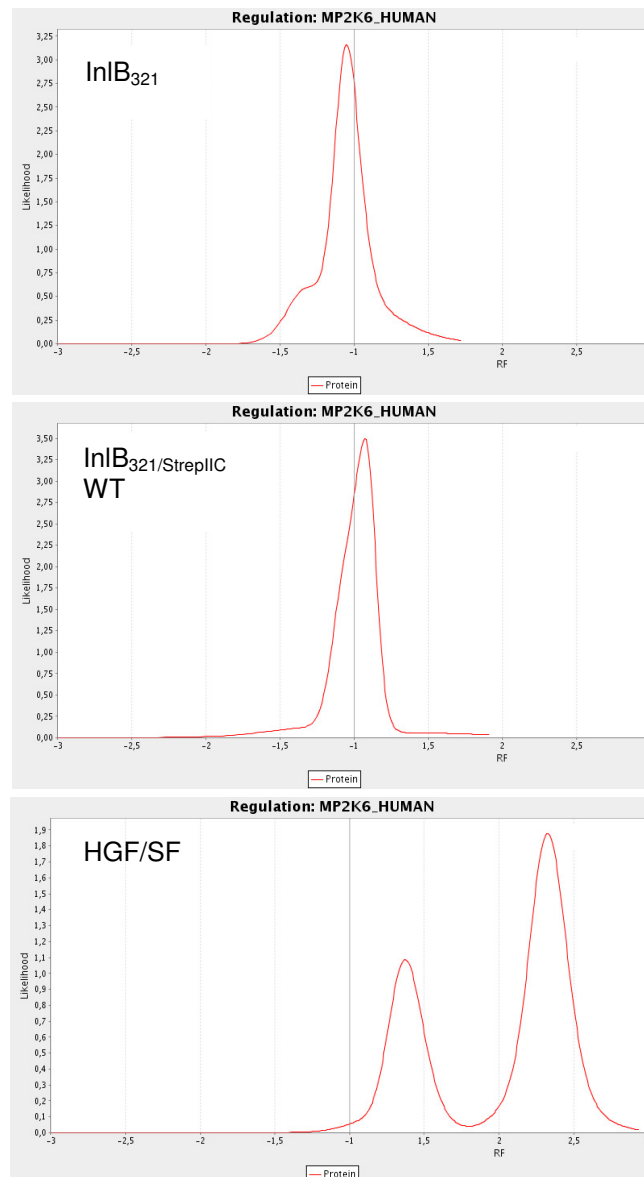 Regulation: MP2K6_HUMAN
InlB321
Likelihood
3,25
3,00
2,75
2,50
2,25
2,00
1,75
1,50
1,25
1,00
0,75
0,50
0,25
0,00
-3 -2 -1,5 -1 1,5 2 2,5
RF
Protein
Regulation: MP2K6_HUMAN
InlB321/StrepIIC
WT
Likelihood
3,50
3,25
3,00
2,75
2,50
2,25
2,00
1,75
1,50
1,25
1,00
0,75
0,50
0,25
0,00
-3 -2 -1,5 -1 1,5 2 2,5
RF
Protein
Regulation: MP2K6_HUMAN
HGF/SF
Likelihood
1,9
1,8
1,7
1,6
1,5
1,4
1,3
1,2
1,1
1,0
0,9
0,8
0,7
0,6
0,5
0,4
0,3
0,2
0,1
0,0
-3 -2 -1,5 -1 1,5 2 2,5
RF
Protein